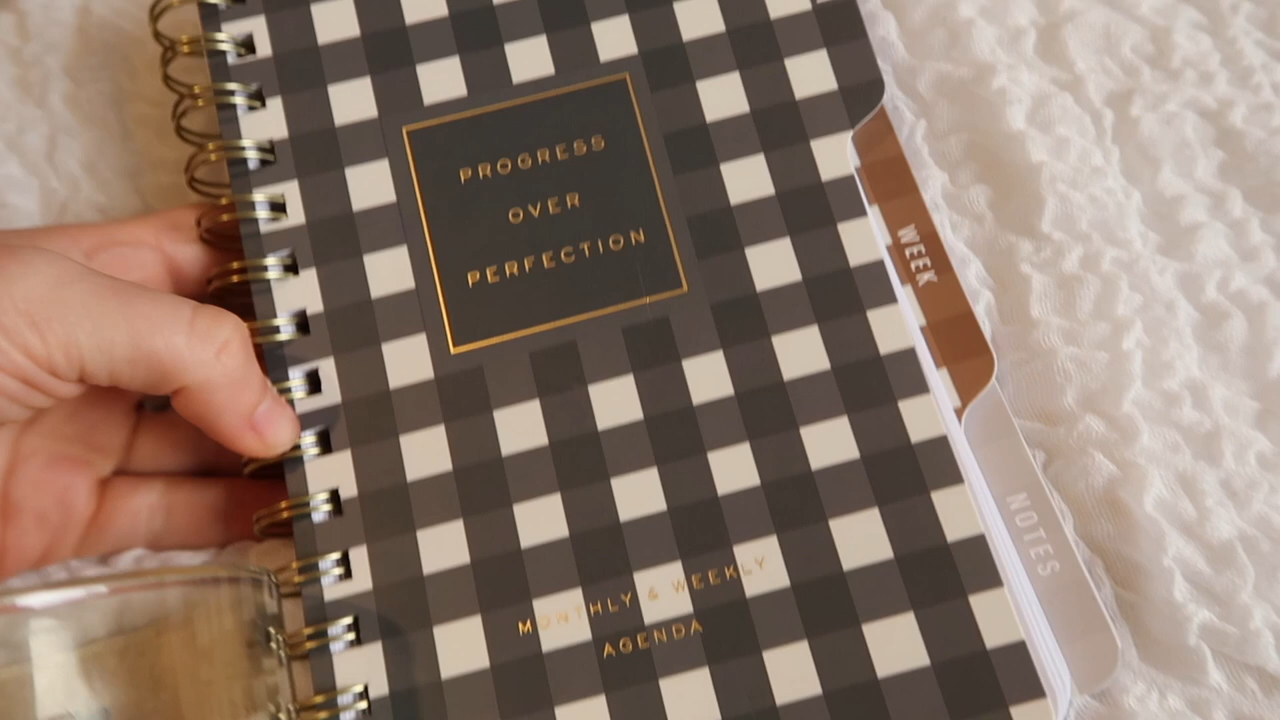 PROGRESS
OVER
PERFECTION
WEEK
NOTES
MONTHLY & WEEKLY
AGENDA